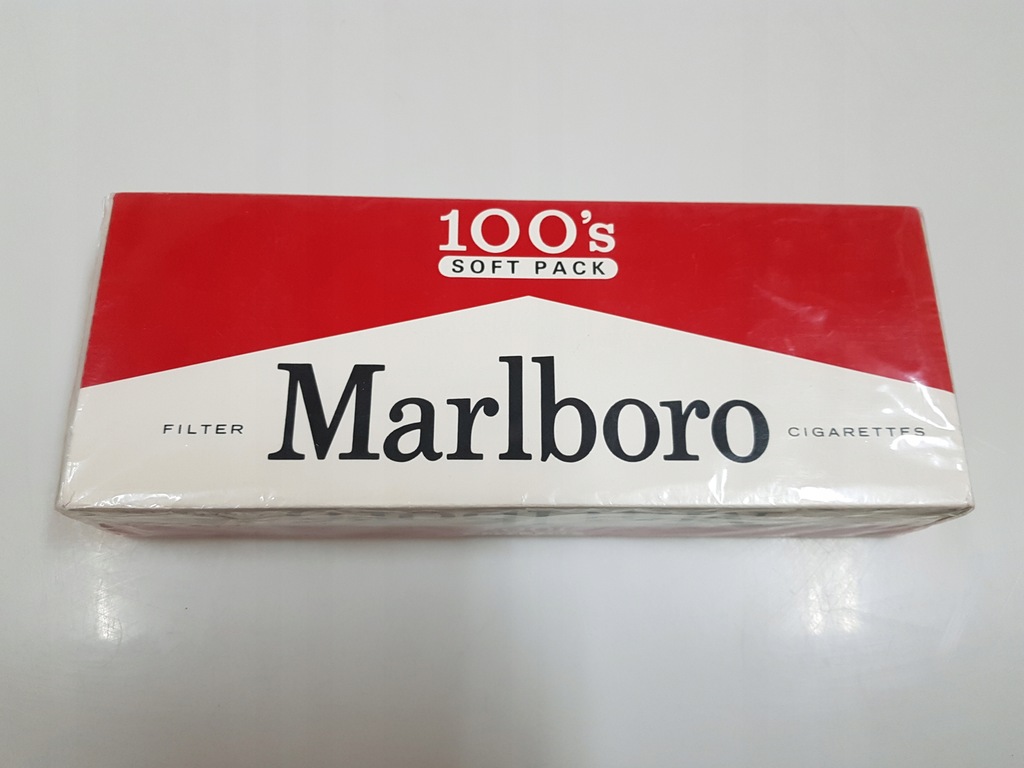 100's
SOFT PACK
FILTER Marlboro CIGARETTES